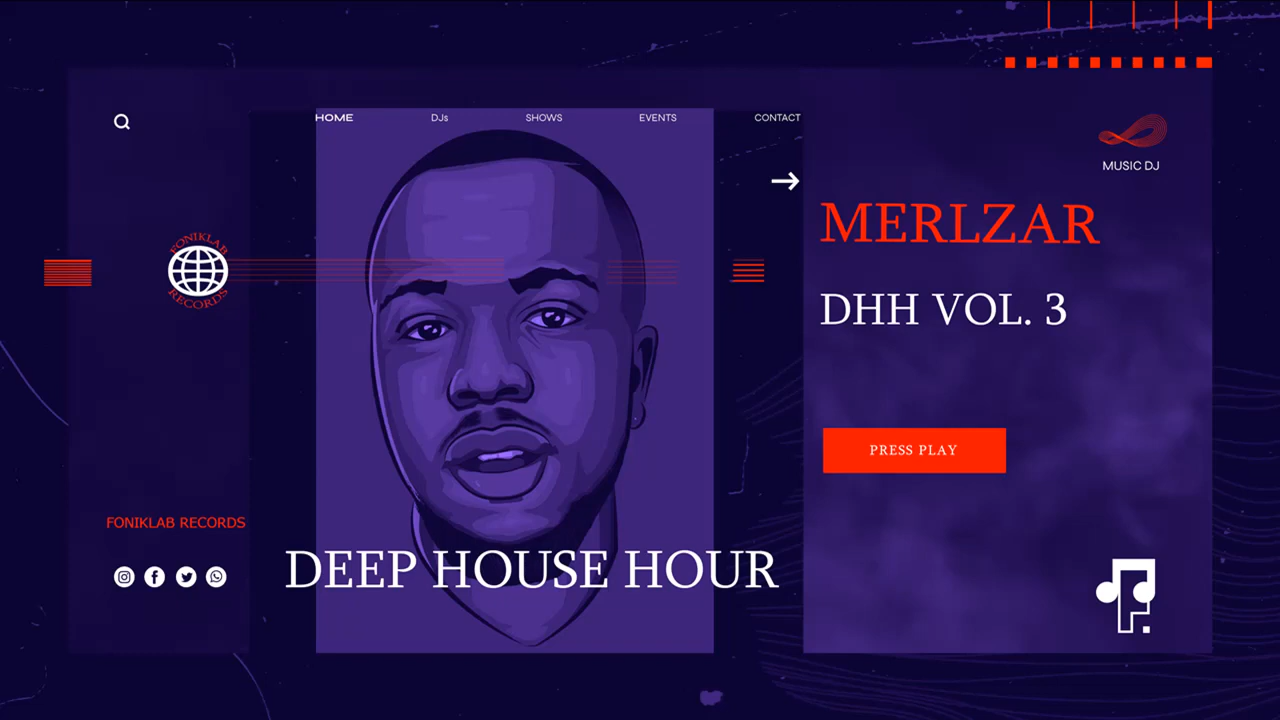 HOME DJs SHOWS EVENTS CONTACT
MUSIC DJ
MERLZAR
FONIKLAB
RECORDS
DHH VOL. 3
PRESS PLAY
FONIKLAB RECORDS
DEEP HOUSE HOUR